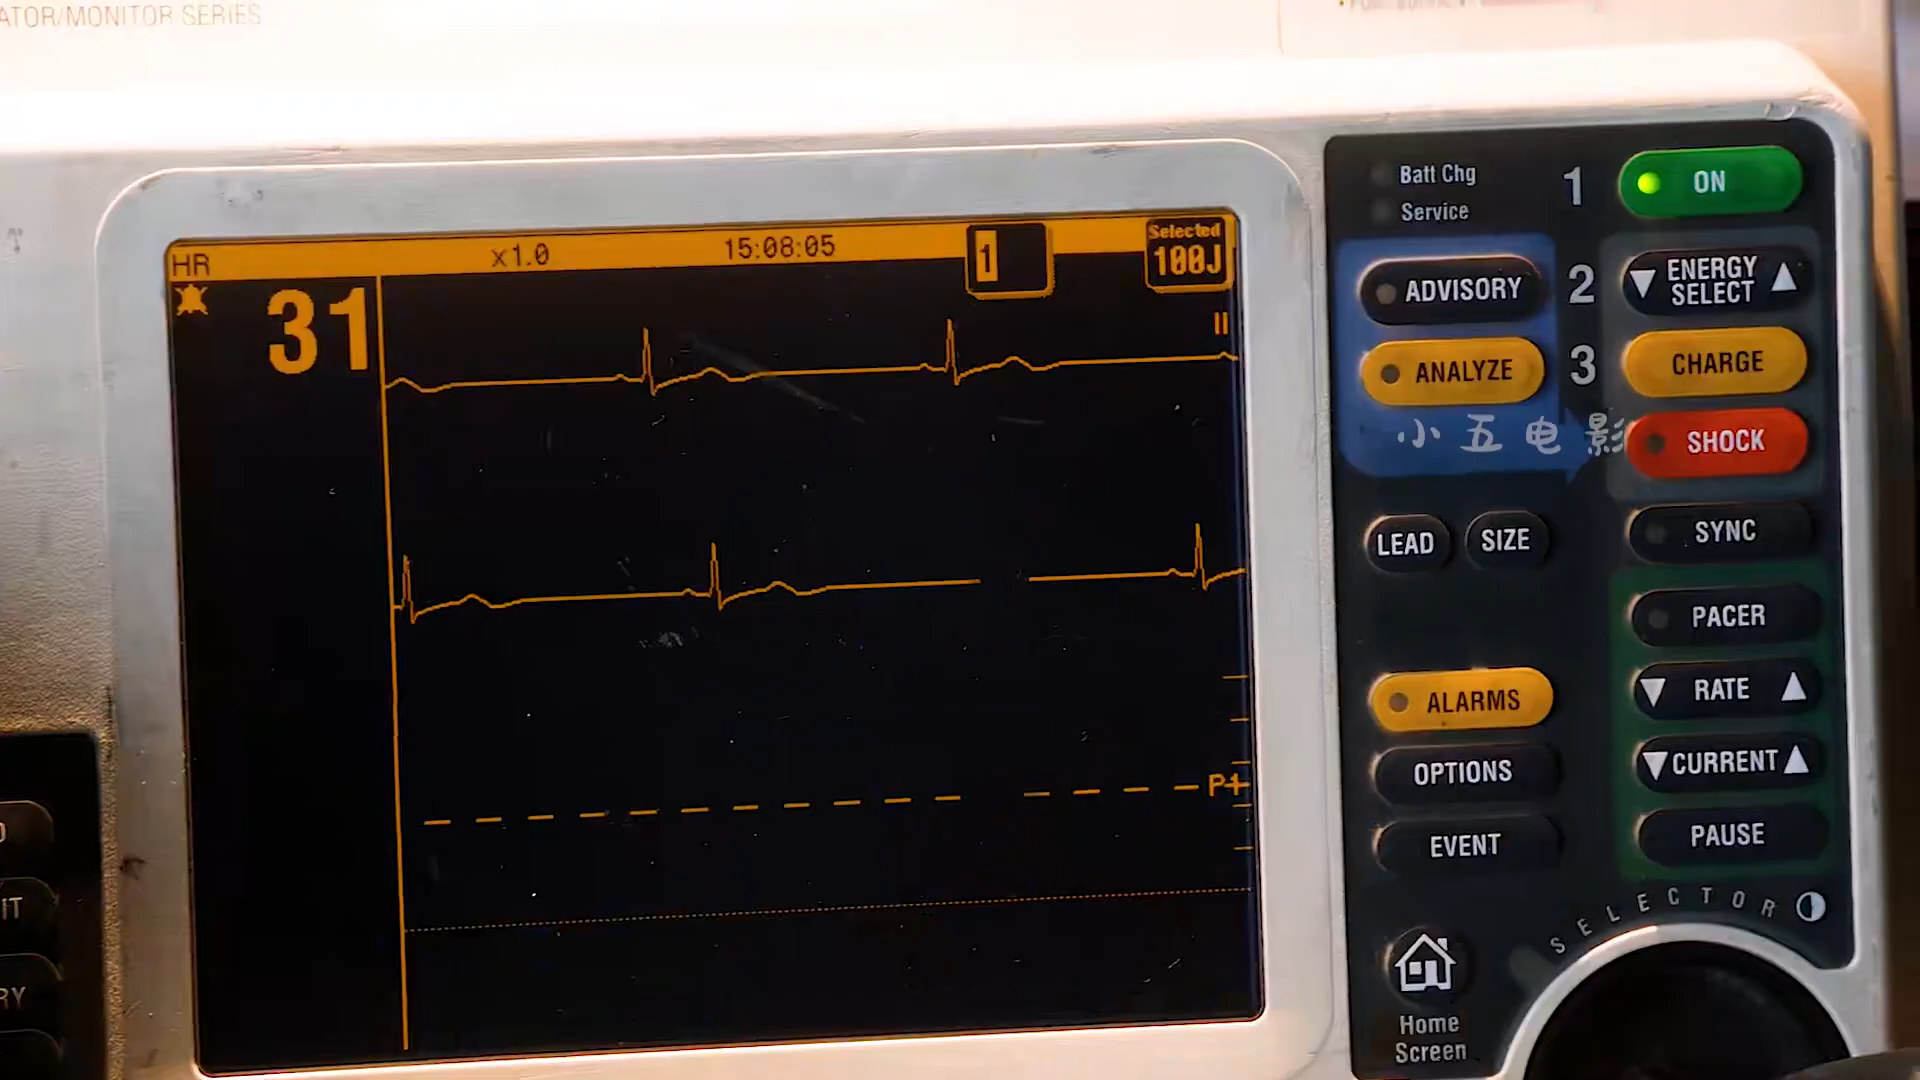 ATOR/MONITOR SERIES
HR
x1.0
15:08:05
1
Selected
100J
31
II
P1
Batt Chg
Service
1
ON
ADVISORY
2
ENERGY
SELECT
ANALYZE
3
CHARGE
小五电影
SHOCK
LEAD
SIZE
SYNC
PACER
ALARMS
RATE
OPTIONS
CURRENT
EVENT
PAUSE
SELECTOR
Home
Screen
IT
RY